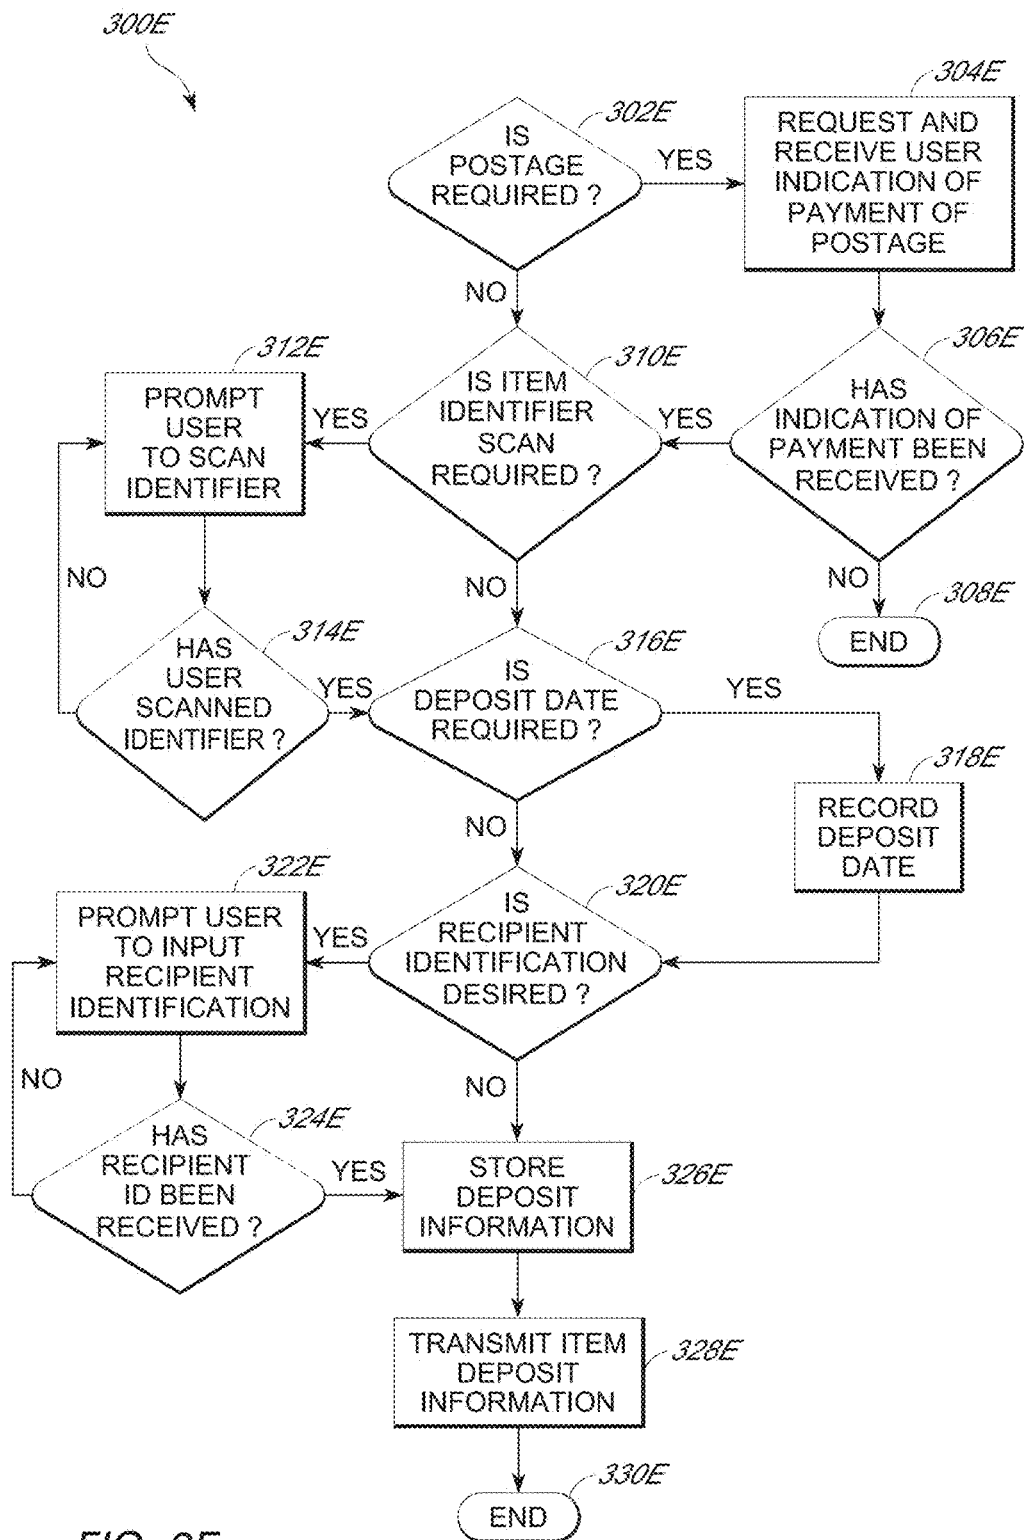 300E
302E
IS
POSTAGE
REQUIRED ?
YES
304E
REQUEST AND
RECEIVE USER
INDICATION OF
PAYMENT OF
POSTAGE
NO
312E
PROMPT
USER
TO SCAN
IDENTIFIER
YES
310E
IS ITEM
IDENTIFIER
SCAN
REQUIRED ?
YES
306E
HAS
INDICATION OF
PAYMENT BEEN
RECEIVED ?
NO
NO
NO
308E
END
314E
HAS
USER
SCANNED
IDENTIFIER ?
YES
316E
IS
DEPOSIT DATE
REQUIRED ?
YES
318E
RECORD
DEPOSIT
DATE
NO
322E
PROMPT USER
TO INPUT
RECIPIENT
IDENTIFICATION
YES
320E
IS
RECIPIENT
IDENTIFICATION
DESIRED ?
NO
NO
324E
HAS
RECIPIENT
ID BEEN
RECEIVED ?
YES
326E
STORE
DEPOSIT
INFORMATION
328E
TRANSMIT ITEM
DEPOSIT
INFORMATION
330E
END